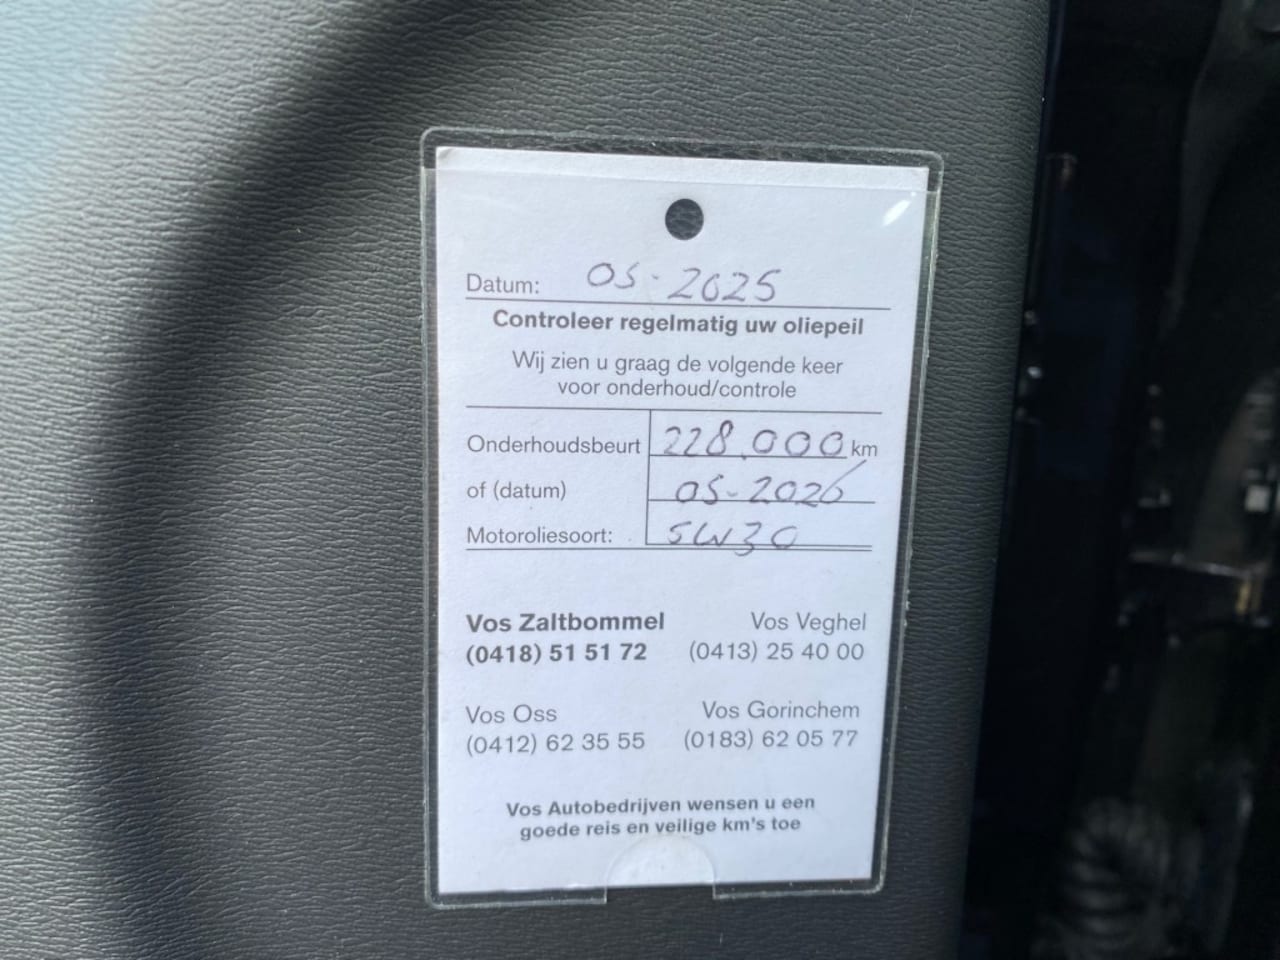 Datum: 05-2025
Controleer regelmatig uw oliepeil
Wij zien u graag de volgende keer
voor onderhoud/controle
Onderhoudsbeurt 228.000 km
of (datum) 05-2026
Motoroliesoort: 5W30
Vos Zaltbommel Vos Veghel
(0418) 51 51 72 (0413) 25 40 00
Vos Oss Vos Gorinchem
(0412) 62 35 55 (0183) 62 05 77
Vos Autobedrijven wensen u een
goede reis en veilige km's toe